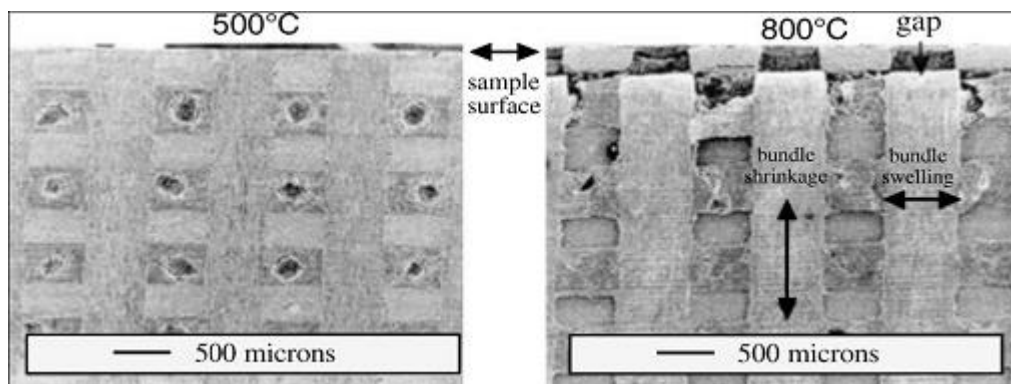 500°C
sample
surface
500 microns
800°C
gap
bundle
shrinkage
bundle
swelling
500 microns